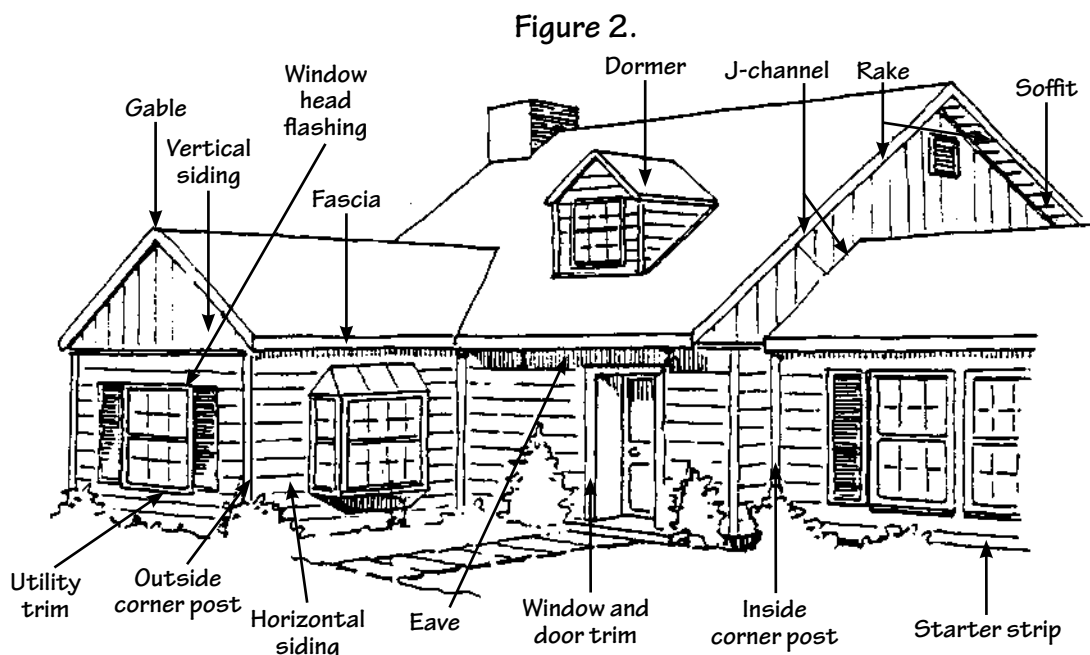 Figure 2.
Window
head
flashing
Dormer
J-channel
Rake
Soffit
Gable
Vertical
siding
Fascia
Utility
trim
Outside
corner post
Horizontal
siding
Eave
Window and
door trim
Inside
corner post
Starter strip